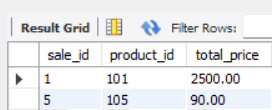 Result Grid Filter Rows:
sale_id product_id total_price
1 101 2500.00
5 105 90.00